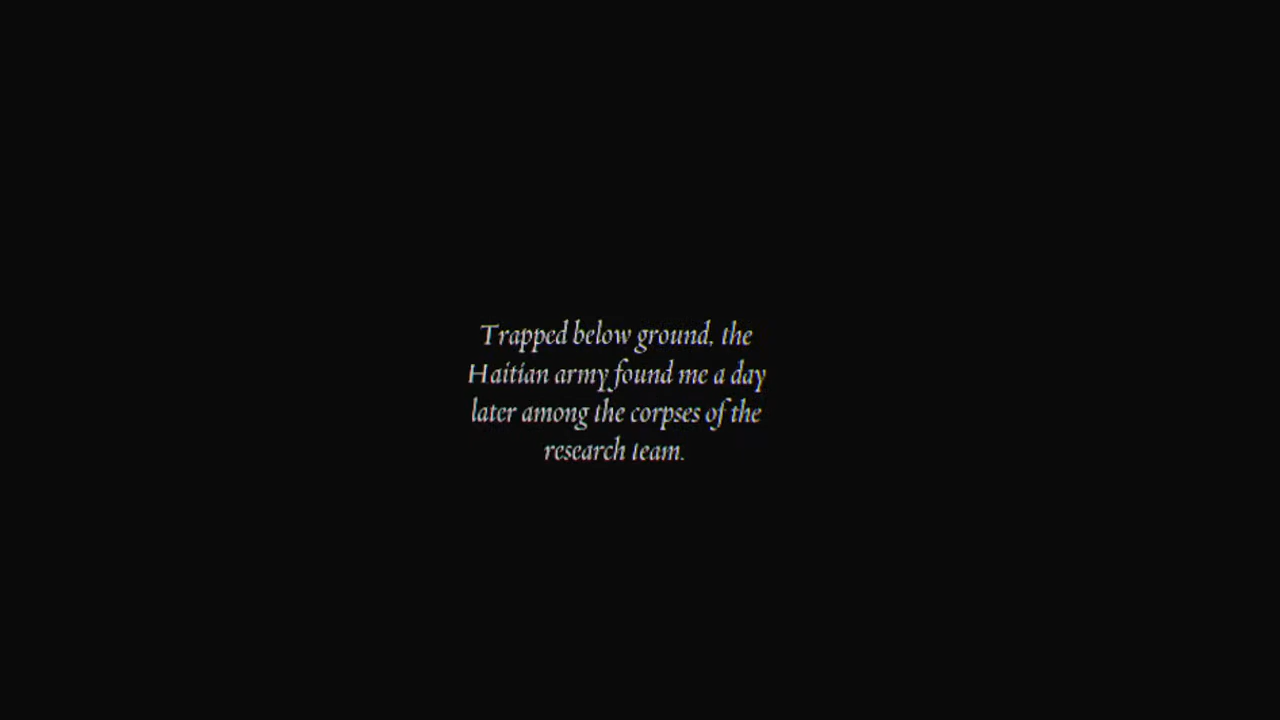 Trapped below ground, the
Haitian army found me a day
later among the corpses of the
research team.